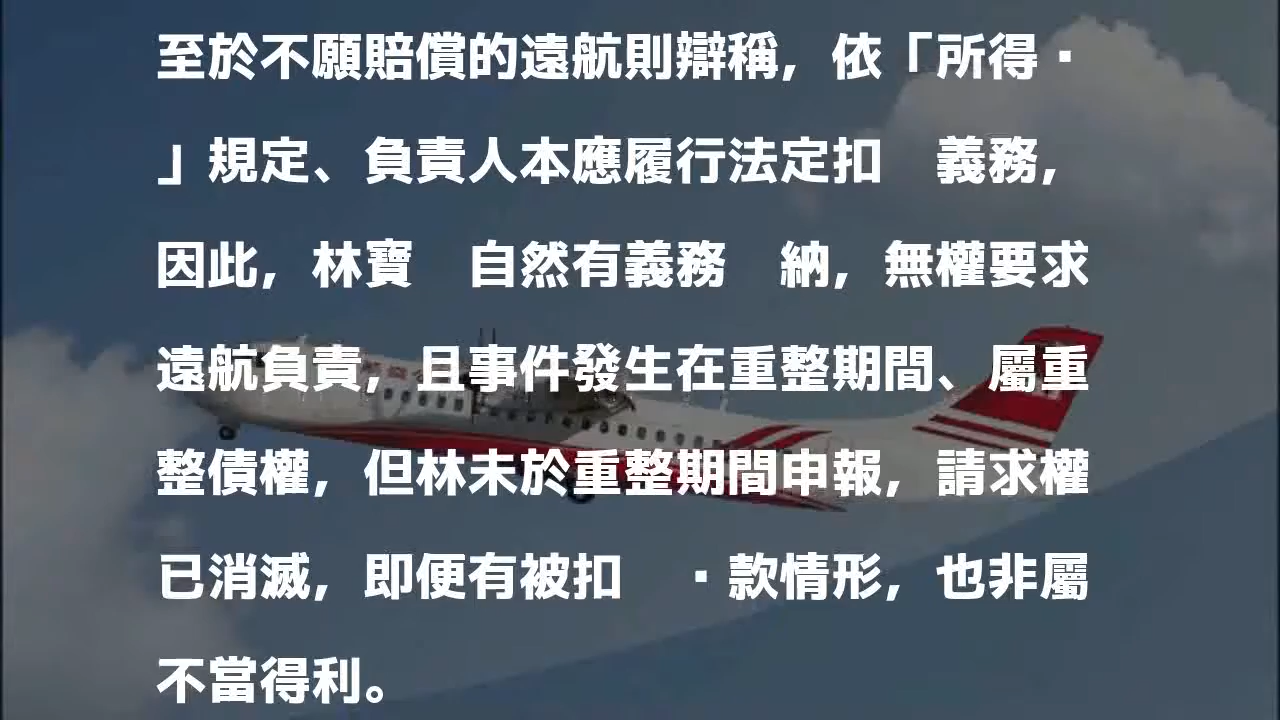 至於不願賠償的遠航則辯稱，依「所得▪
」規定、負責人本應履行法定扣　義務，
因此，林寶　自然有義務　納，無權要求
遠航負責，且事件發生在重整期間、屬重
整債權，但林未於重整期間申報，請求權
已消滅，即便有被扣　▪款情形，也非屬
不當得利。